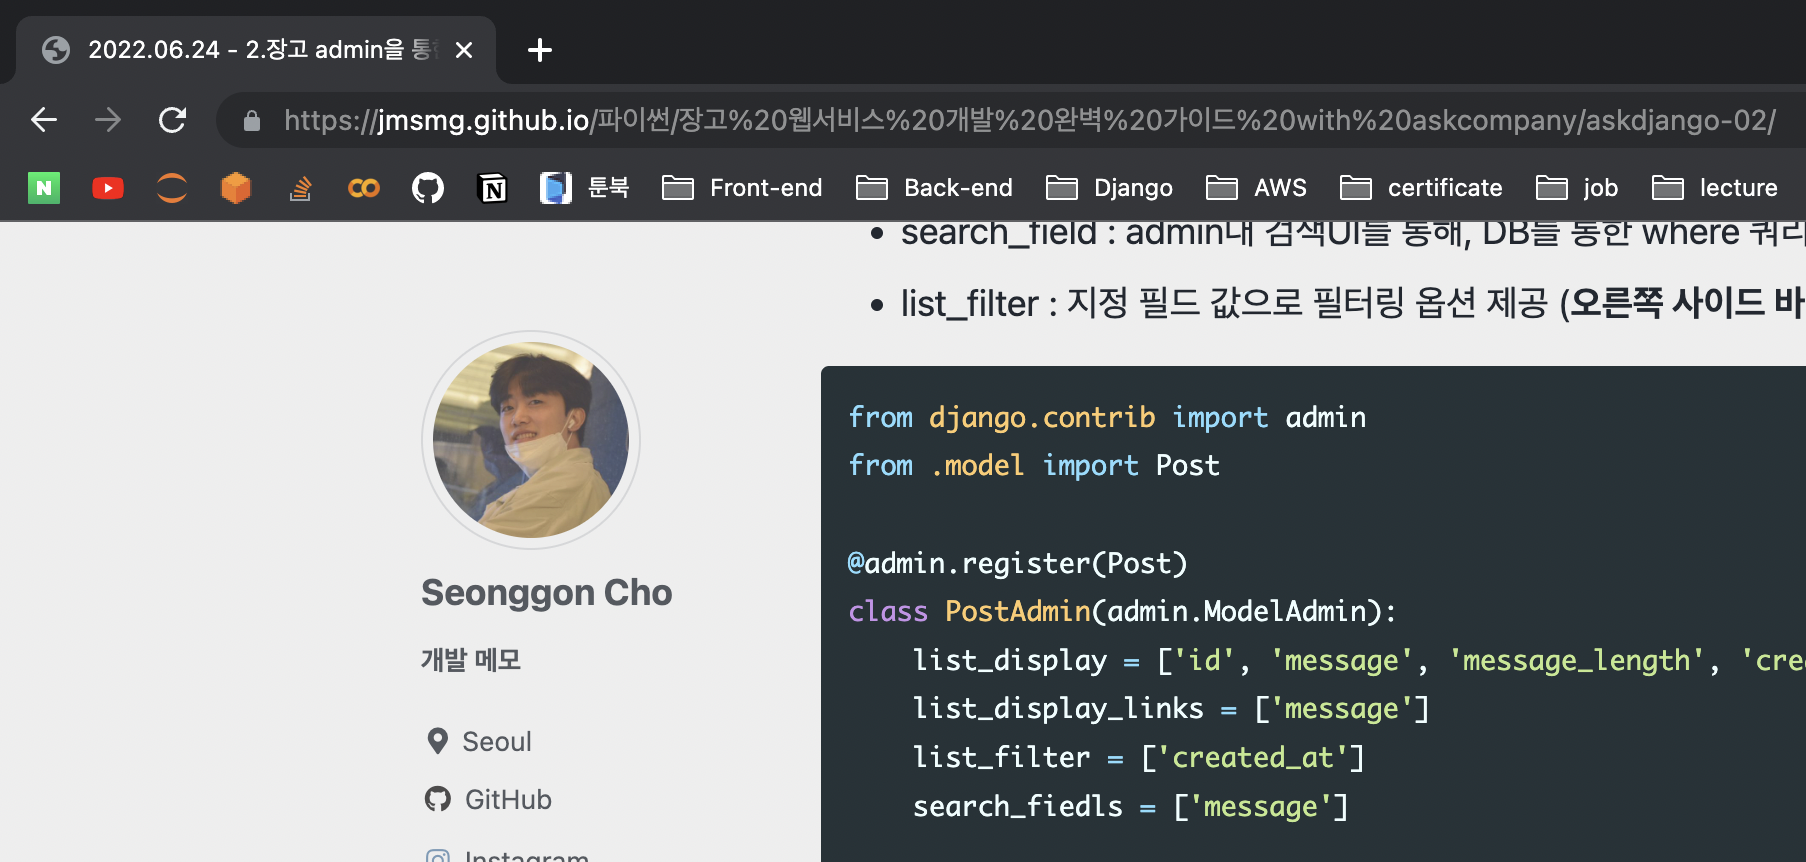 2022.06.24 - 2.장고 admin을 통
https://jmsmg.github.io/파이썬/장고%20웹서비스%20개발%20완벽%20가이드%20with%20askcompany/askdjango-02/
N
N
툰북
Front-end
Back-end
Django
AWS
certificate
job
lecture
search_field : admin내 검색UI를 통해, DB를 통한 where 쿼리
list_filter : 지정 필드 값으로 필터링 옵션 제공 (오른쪽 사이드 바
Seonggon Cho
개발 메모
Seoul
GitHub
Instagram
from django.contrib import admin
from .model import Post
@admin.register(Post)
class PostAdmin(admin.ModelAdmin):
list_display = ['id', 'message', 'message_length', 'cre
list_display_links = ['message']
list_filter = ['created_at']
search_fiedls = ['message']